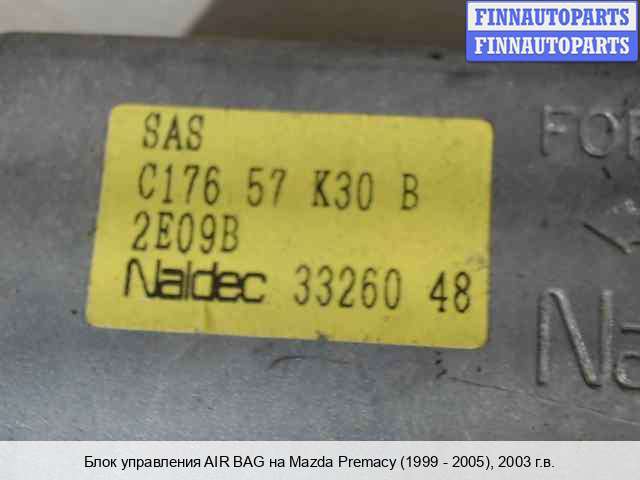 FINNAUTOPARTS
FINNAUTOPARTS
SAS
C176 57 K30 B
2E09B
Naldec 33260 48
Блок управления AIR BAG на Mazda Premacy (1999 - 2005), 2003 г.в.